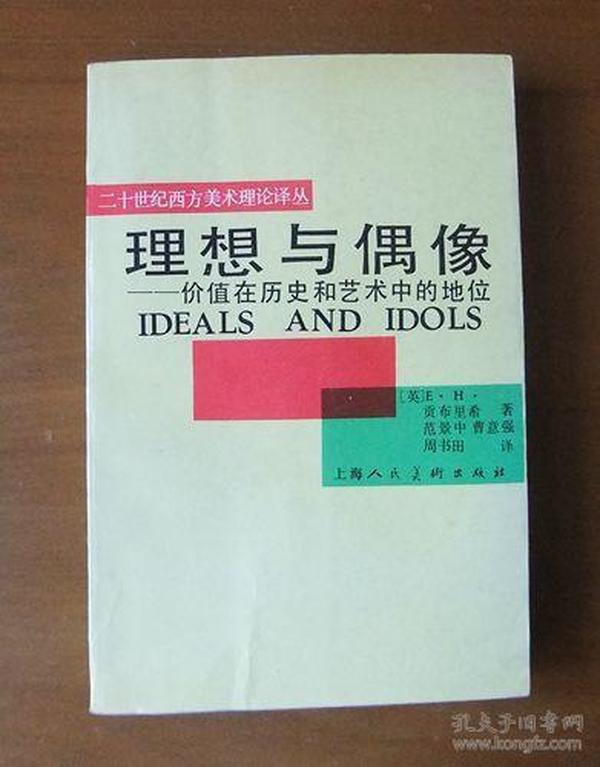 二十世纪西方美术理论译丛
理想与偶像
——价值在历史和艺术中的地位
IDEALS AND IDOLS
[英]E·H·
贡布里希 著
范景中 曹意强
周书田 译
上海人民美術出版社
孔夫子旧书网
www.kongfz.com